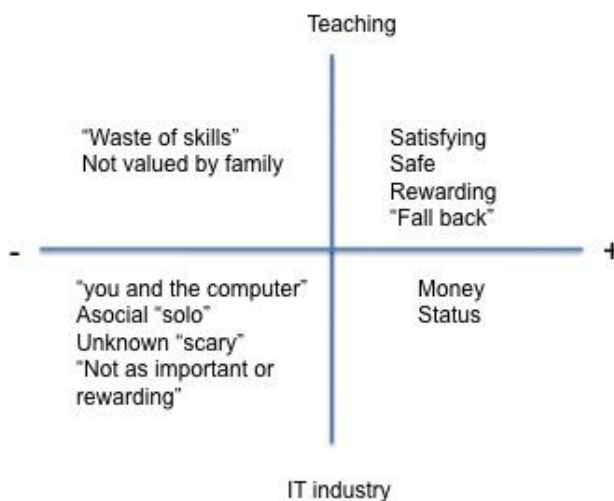 Teaching
“Waste of skills”
Not valued by family
Satisfying
Safe
Rewarding
“Fall back”
-
+
“you and the computer”
Asocial “solo”
Unknown “scary”
“Not as important or
rewarding”
Money
Status
IT industry